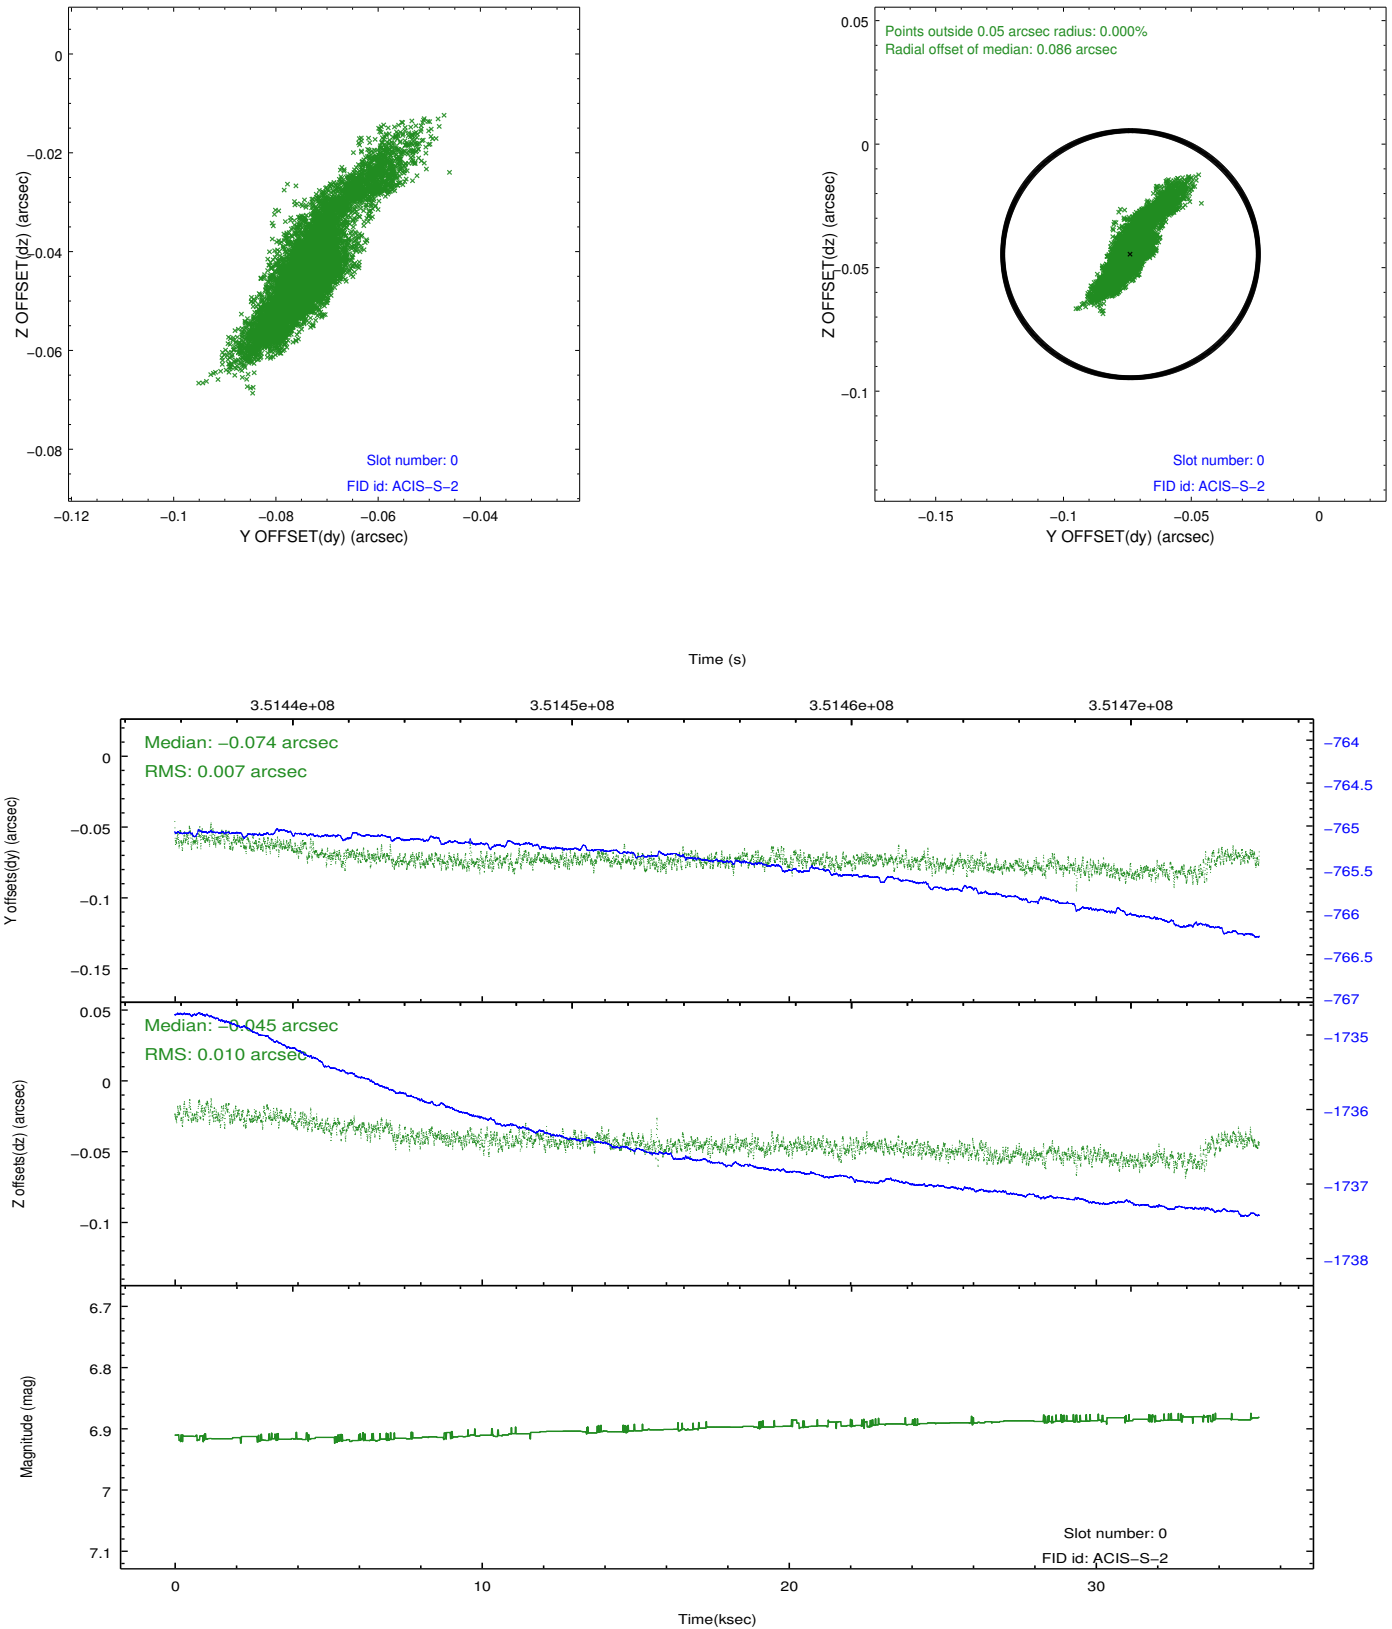 0
−0.02
−0.04
−0.06
−0.08
Z OFFSET(dz) (arcsec)
Slot number: 0
FID id: ACIS−S−2
−0.12
−0.1
−0.08
−0.06
−0.04
Y OFFSET(dy) (arcsec)
0.05
0
−0.05
−0.1
Z OFFSET(dz) (arcsec)
Points outside 0.05 arcsec radius: 0.000%
Radial offset of median: 0.086 arcsec
Slot number: 0
FID id: ACIS−S−2
−0.15
−0.1
−0.05
0
Y OFFSET(dy) (arcsec)
Time (s)
3.5144e+08
3.5145e+08
3.5146e+08
3.5147e+08
Median: −0.074 arcsec
RMS: 0.007 arcsec
0
−0.05
−0.1
−0.15
Y offsets(dy) (arcsec)
−764
−764.5
−765
−765.5
−766
−766.5
−767
Median: −0.045 arcsec
RMS: 0.010 arcsec
0.05
0
−0.05
−0.1
Z offsets(dz) (arcsec)
−1735
−1736
−1737
−1738
6.7
6.8
6.9
7
7.1
Magnitude (mag)
Slot number: 0
FID id: ACIS−S−2
0
10
20
30
Time(ksec)